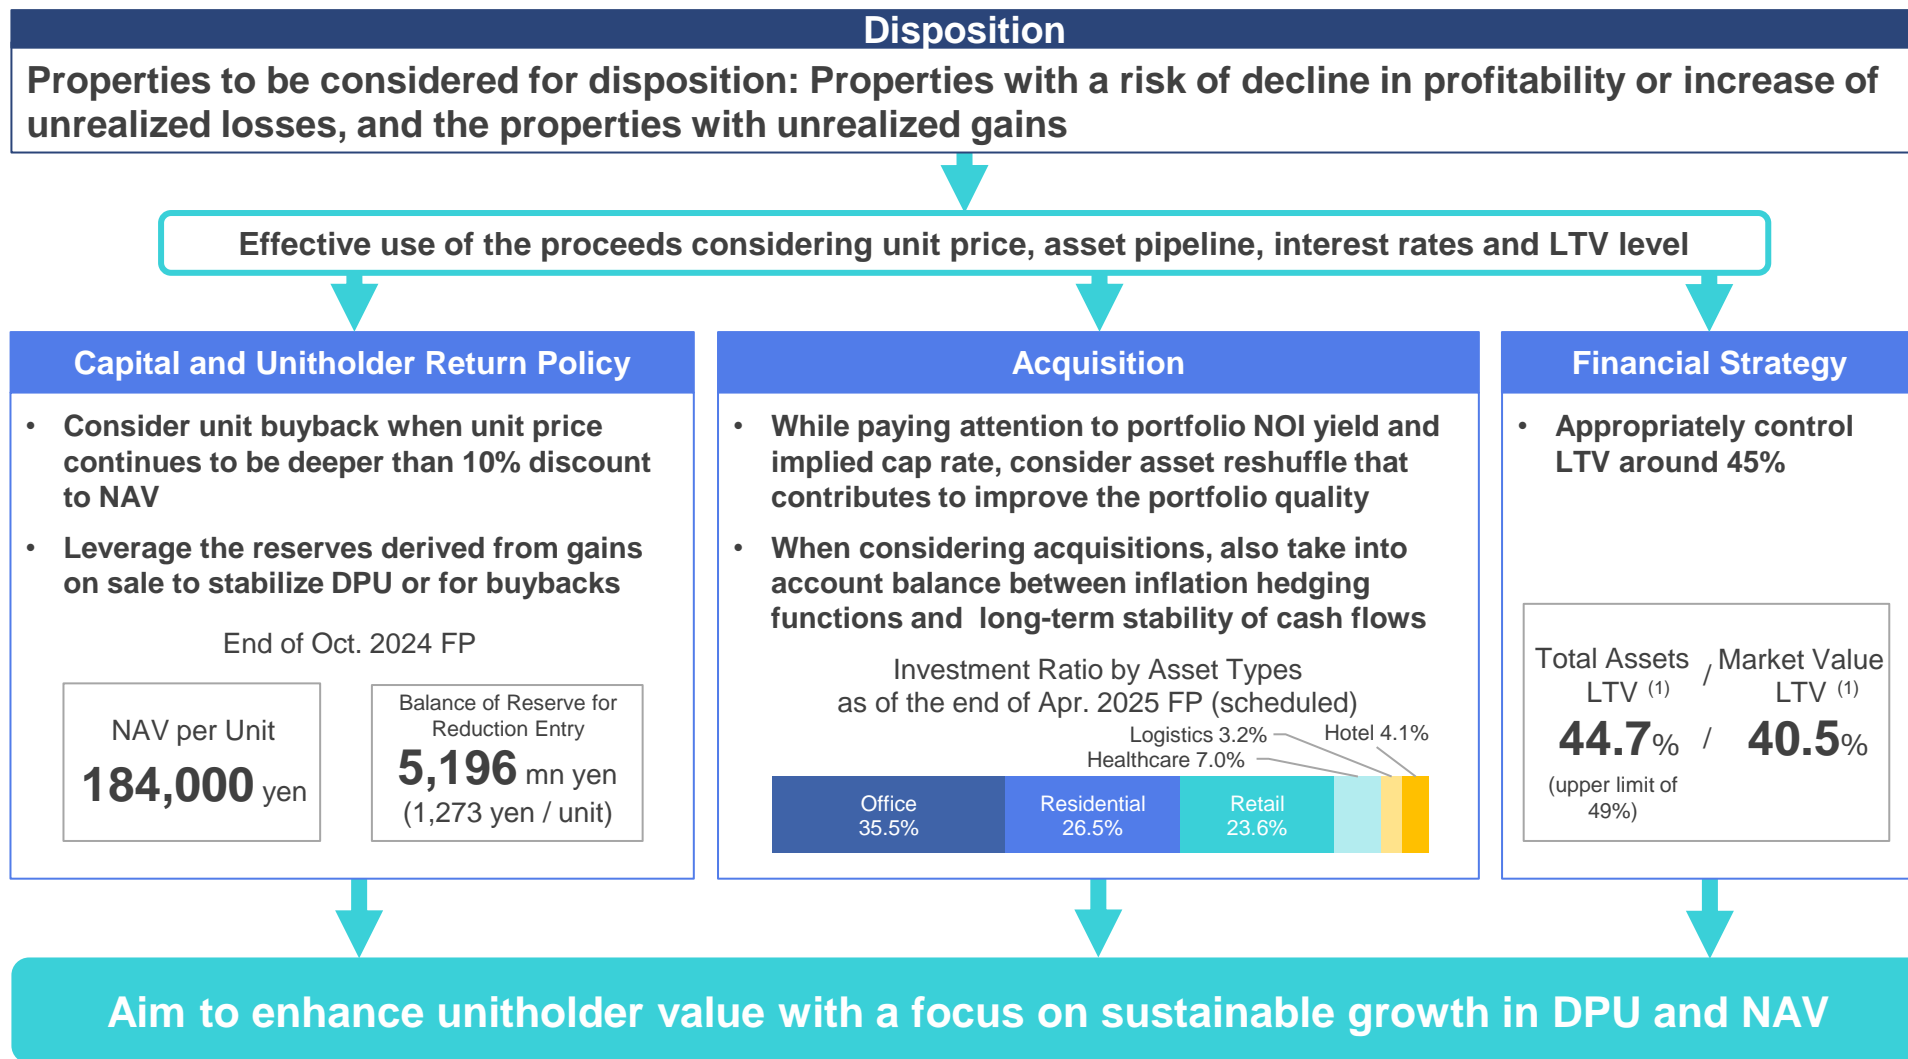 Disposition
Properties to be considered for disposition: Properties with a risk of decline in profitability or increase of
unrealized losses, and the properties with unrealized gains
Effective use of the proceeds considering unit price, asset pipeline, interest rates and LTV level
Capital and Unitholder Return Policy
• Consider unit buyback when unit price
continues to be deeper than 10% discount
to NAV
• Leverage the reserves derived from gains
on sale to stabilize DPU or for buybacks
End of Oct. 2024 FP
NAV per Unit
184,000 yen
Balance of Reserve for
Reduction Entry
5,196 mn yen
(1,273 yen / unit)
Acquisition
• While paying attention to portfolio NOI yield and
implied cap rate, consider asset reshuffle that
contributes to improve the portfolio quality
• When considering acquisitions, also take into
account balance between inflation hedging
functions and long-term stability of cash flows
Investment Ratio by Asset Types
as of the end of Apr. 2025 FP (scheduled)
Logistics 3.2%
Hotel 4.1%
Healthcare 7.0%
Office
35.5%
Residential
26.5%
Retail
23.6%
Financial Strategy
• Appropriately control
LTV around 45%
Total Assets / Market Value
LTV (1) LTV (1)
44.7% / 40.5%
(upper limit of
49%)
Aim to enhance unitholder value with a focus on sustainable growth in DPU and NAV